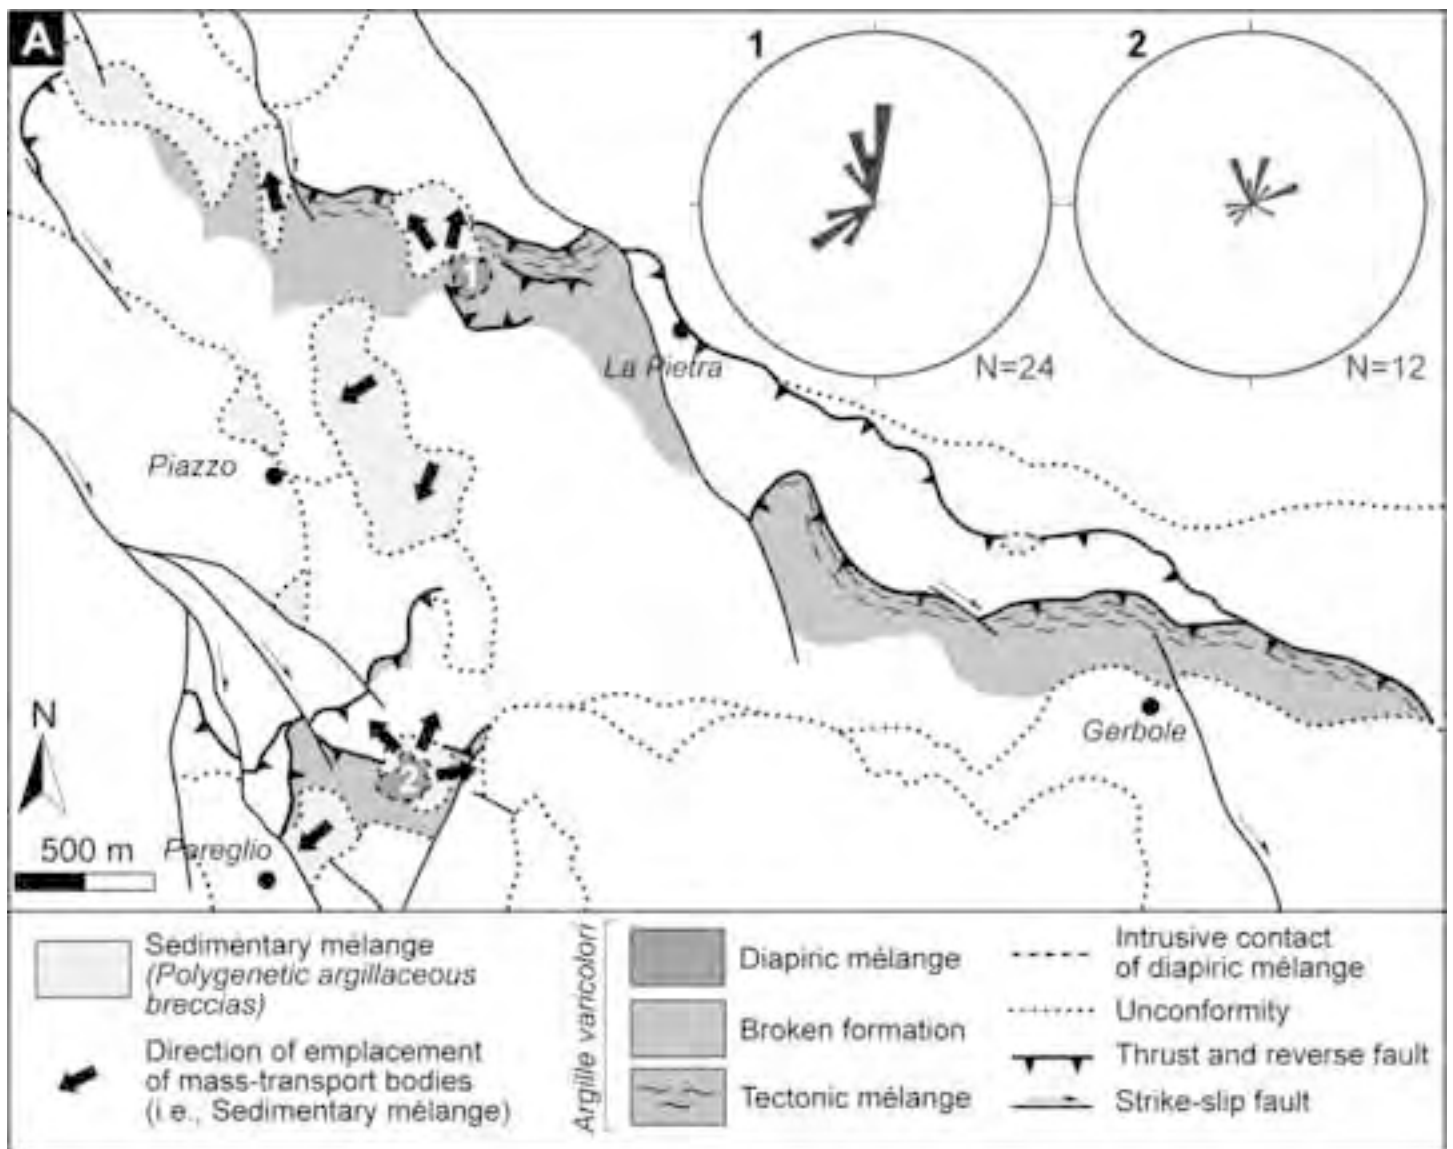 A
1
2
N=24
N=12
1
La Pietra
Piazzo
N
2
Gerbole
500 m
Pareglio
Sedimentary mélange
(Polygenetic argillaceous
breccias)
Direction of emplacement
of mass-transport bodies
(i e., Sedimentary mélange)
Argille varicolori
Diapiric mélange
Broken formation
Tectonic mélange
Intrusive contact
of diapiric mélange
Unconformity
Thrust and reverse fault
Strike-slip fault